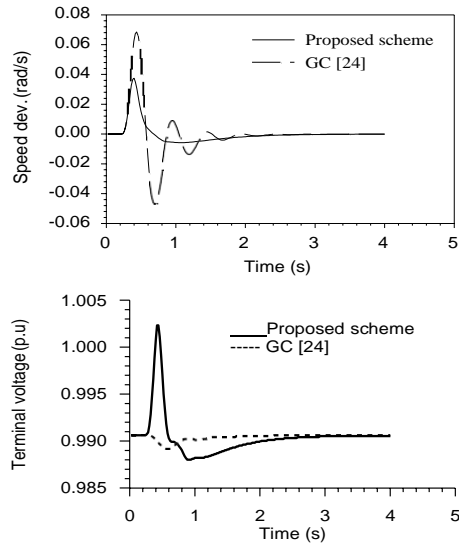 0.08
0.06
0.04
0.02
0.00
-0.02
-0.04
-0.06
Speed dev. (rad/s)
Proposed scheme
GC [24]
0 1 2 3 4 5
Time (s)
1.005
1.000
0.995
0.990
0.985
Terminal voltage (p.u)
Proposed scheme
GC [24]
0 1 2 3 4 5
Time (s)